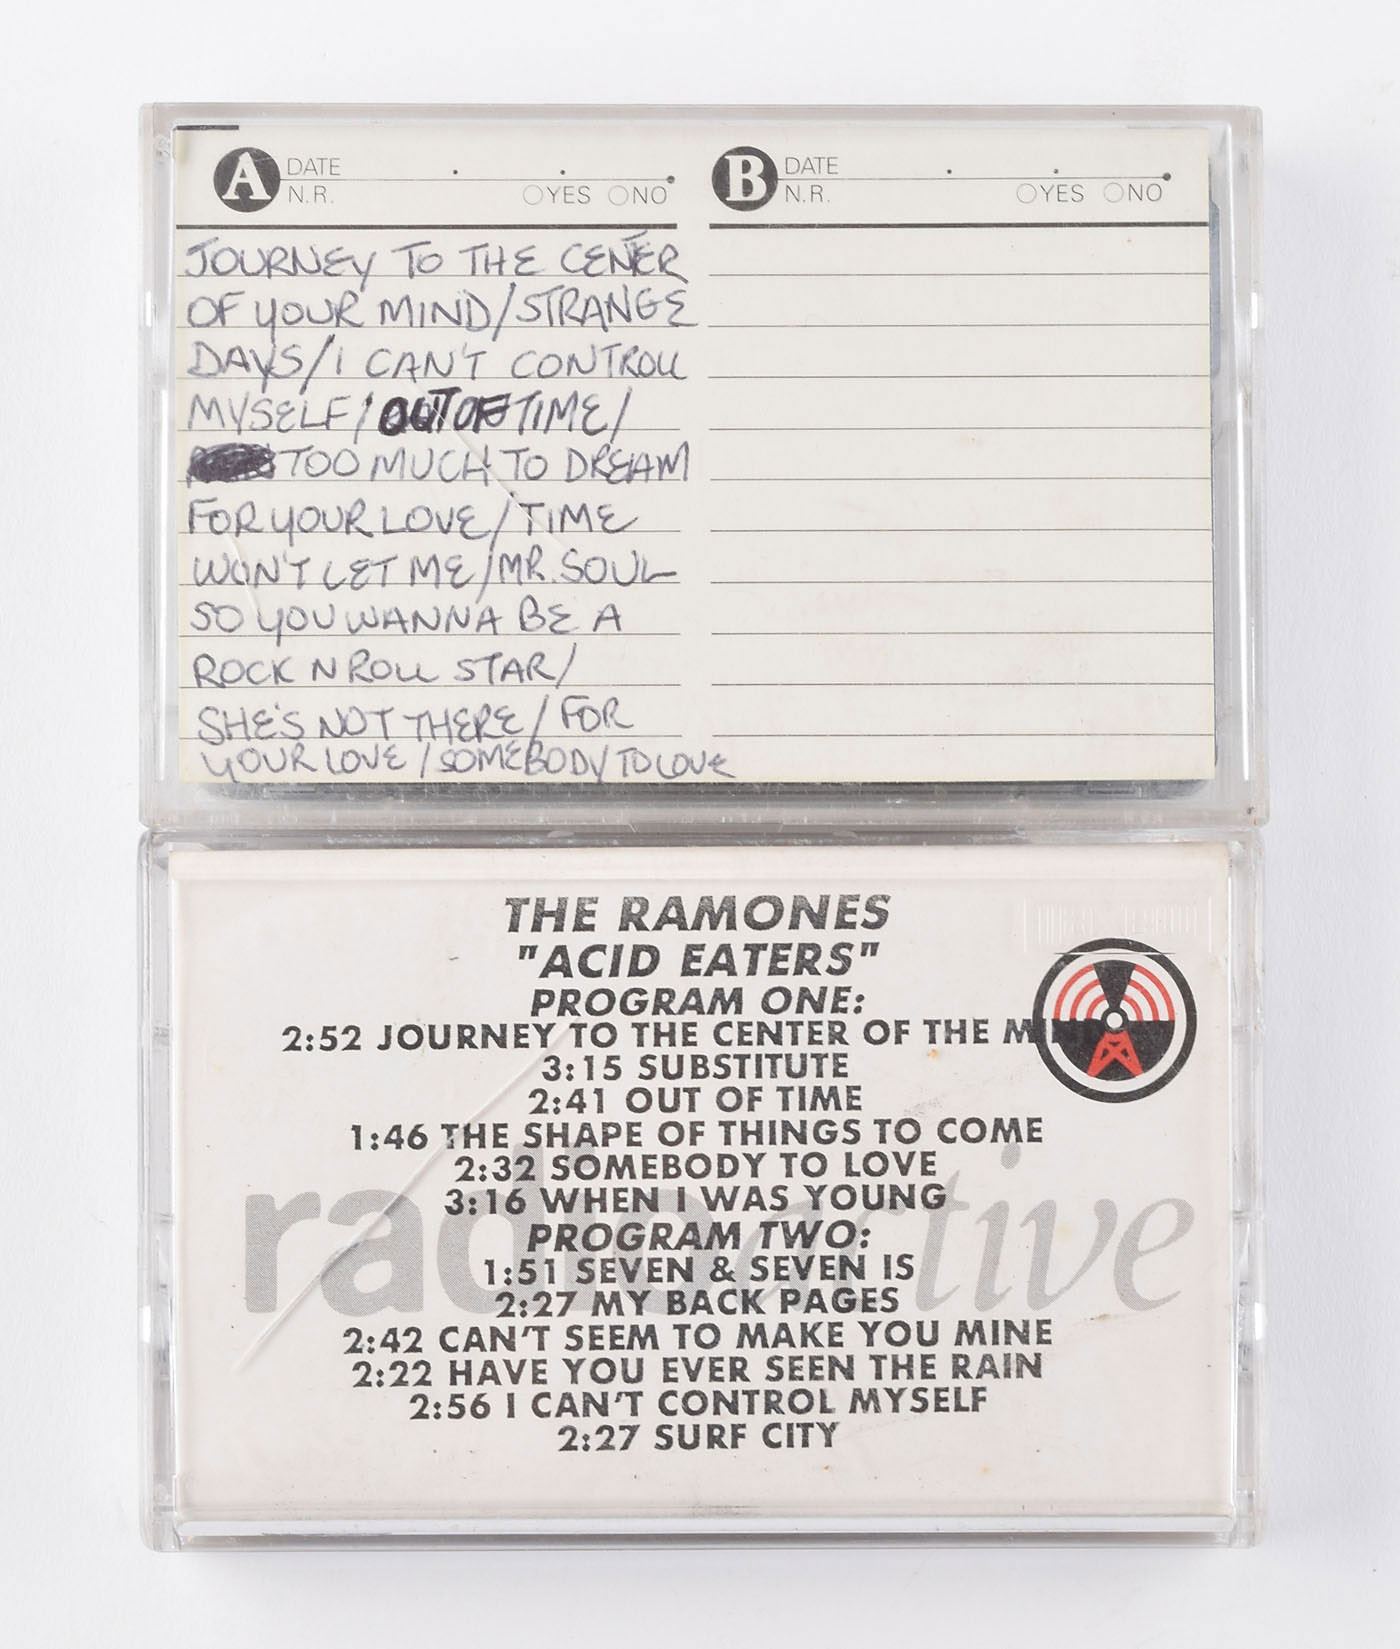 A DATE
N.R. YES NO
B DATE
N.R. YES NO
JOURNEY TO THE CENTER
OF YOUR MIND/STRANGE
DAYS/I CAN'T CONTROLL
MYSELF/OUT OF TIME/
TOO MUCH TO DREAM
FOR YOUR LOVE/TIME
WON'T LET ME/MR. SOUL
SO YOU WANNA BE A
ROCK N ROLL STAR/
SHE'S NOT THERE/FOR
YOUR LOVE/SOMEBODY/TO LOVE
THE RAMONES
"ACID EATERS"
PROGRAM ONE:
2:52 JOURNEY TO THE CENTER OF THE MIND
3:15 SUBSTITUTE
2:41 OUT OF TIME
1:46 THE SHAPE OF THINGS TO COME
2:32 SOMEBODY TO LOVE
3:16 WHEN I WAS YOUNG
PROGRAM TWO:
1:51 SEVEN & SEVEN IS
2:27 MY BACK PAGES
2:42 CAN'T SEEM TO MAKE YOU MINE
2:22 HAVE YOU EVER SEEN THE RAIN
2:56 I CAN'T CONTROL MYSELF
2:27 SURF CITY
radioactive